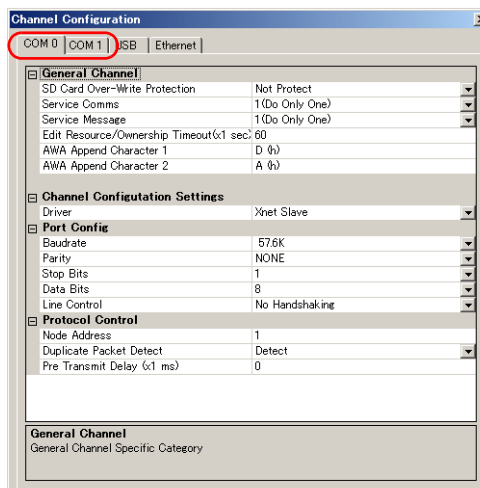 Channel Configuration
COM 0 COM 1 USB Ethernet
General Channel
SD Card Over-Write Protection Not Protect
Service Comms 1(Do Only One)
Service Message 1(Do Only One)
Edit Resource/Ownership Timeout(x1 sec) 60
AWA Append Character 1 D (h)
AWA Append Character 2 A (h)
Channel Configutation Settings
Driver Xnet Slave
Port Config
Baudrate 57.6K
Parity NONE
Stop Bits 1
Data Bits 8
Line Control No Handshaking
Protocol Control
Node Address 1
Duplicate Packet Detect Detect
Pre Transmit Delay (x1 ms) 0
General Channel
General Channel Specific Category